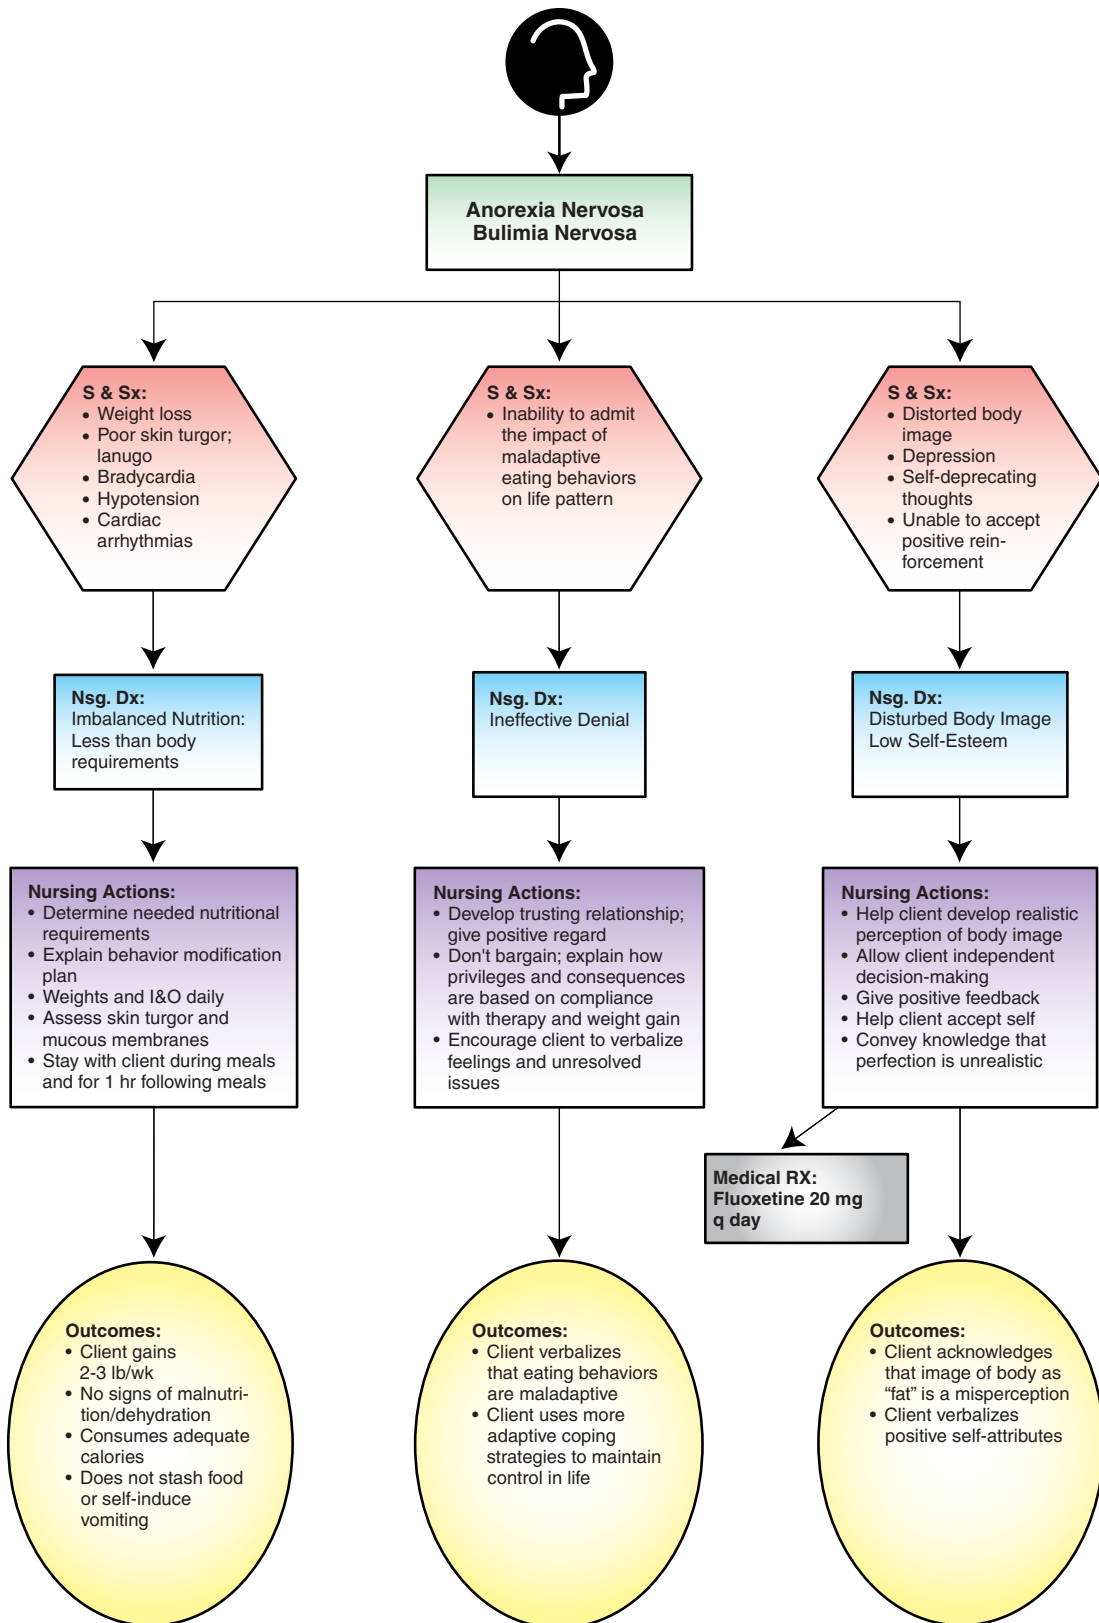 Anorexia Nervosa
Bulimia Nervosa
S & Sx:
• Weight loss
• Poor skin turgor;
lanugo
• Bradycardia
• Hypotension
• Cardiac
arrhythmias
S & Sx:
• Inability to admit
the impact of
maladaptive
eating behaviors
on life pattern
S & Sx:
• Distorted body
image
• Depression
• Self-deprecating
thoughts
• Unable to accept
positive rein-
forcement
Nsg. Dx:
Imbalanced Nutrition:
Less than body
requirements
Nsg. Dx:
Ineffective Denial
Nsg. Dx:
Disturbed Body Image
Low Self-Esteem
Nursing Actions:
• Determine needed nutritional
requirements
• Explain behavior modification
plan
• Weights and I&O daily
• Assess skin turgor and
mucous membranes
• Stay with client during meals
and for 1 hr following meals
Nursing Actions:
• Develop trusting relationship;
give positive regard
• Don't bargain; explain how
privileges and consequences
are based on compliance
with therapy and weight gain
• Encourage client to verbalize
feelings and unresolved
issues
Nursing Actions:
• Help client develop realistic
perception of body image
• Allow client independent
decision-making
• Give positive feedback
• Help client accept self
• Convey knowledge that
perfection is unrealistic
Medical RX:
Fluoxetine 20 mg
q day
Outcomes:
• Client gains
2-3 lb/wk
• No signs of malnutri-
tion/dehydration
• Consumes adequate
calories
• Does not stash food
or self-induce
vomiting
Outcomes:
• Client verbalizes
that eating behaviors
are maladaptive
• Client uses more
adaptive coping
strategies to maintain
control in life
Outcomes:
• Client acknowledges
that image of body as
“fat” is a misperception
• Client verbalizes
positive self-attributes